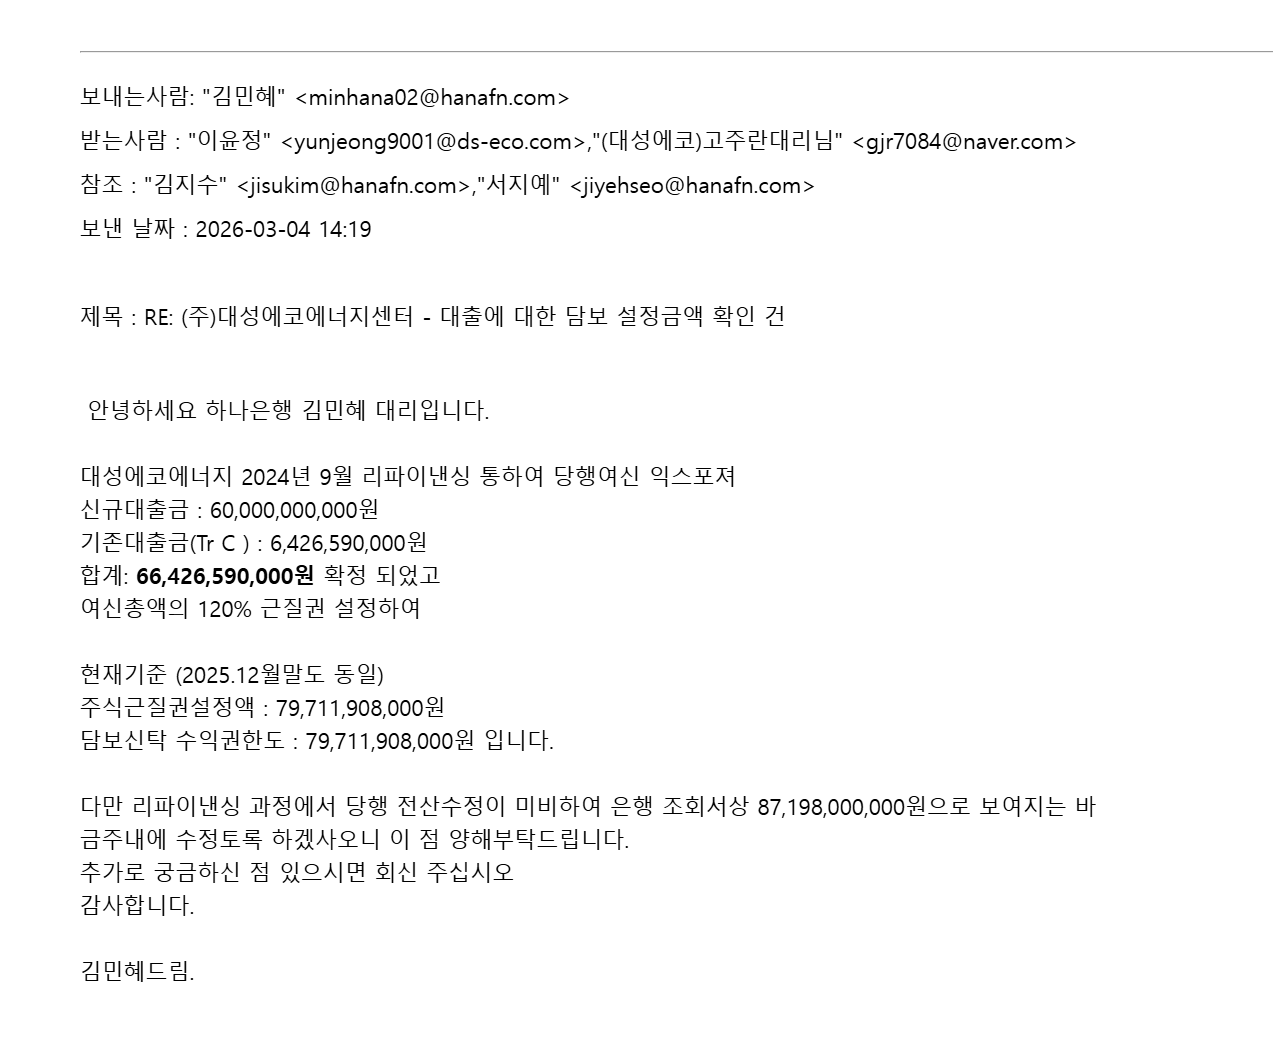 보내는사람: "김민혜" <minhana02@hanafn.com>
받는사람 : "이윤정" <yunjeong9001@ds-eco.com>,"(대성에코)고주란대리님" <gjr7084@naver.com>
참조 : "김지수" <jisukim@hanafn.com>,"서지예" <jiyehseo@hanafn.com>
보낸 날짜 : 2026-03-04 14:19
제목 : RE: (주)대성에코에너지센터 - 대출에 대한 담보 설정금액 확인 건
안녕하세요 하나은행 김민혜 대리입니다.
대성에코에너지 2024년 9월 리파이낸싱 통하여 당행여신 익스포져
신규대출금 : 60,000,000,000원
기존대출금(Tr C ) : 6,426,590,000원
합계: 66,426,590,000원 확정 되었고
여신총액의 120% 근질권 설정하여
현재기준 (2025.12월말도 동일)
주식근질권설정액 : 79,711,908,000원
담보신탁 수익권한도 : 79,711,908,000원 입니다.
다만 리파이낸싱 과정에서 당행 전산수정이 미비하여 은행 조회서상 87,198,000,000원으로 보여지는 바
금주내에 수정토록 하겠사오니 이 점 양해부탁드립니다.
추가로 궁금하신 점 있으시면 회신 주십시오
감사합니다.
김민혜드림.